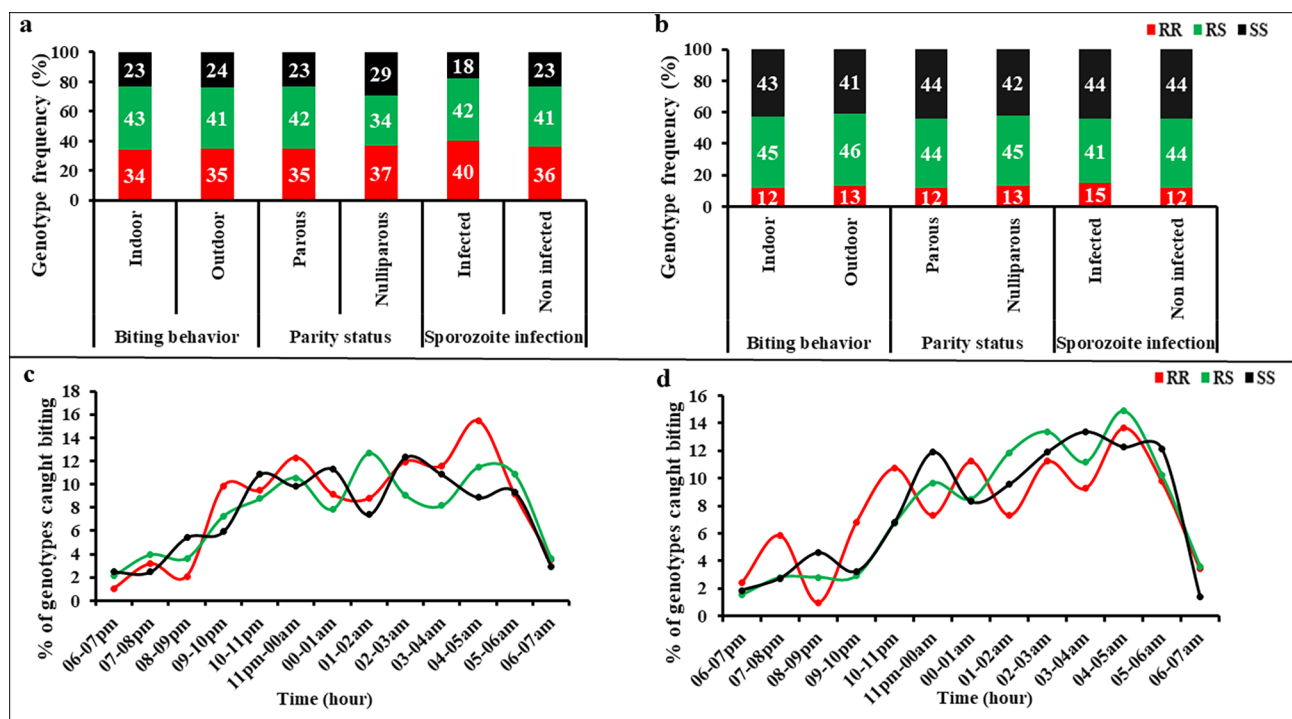 a
Genotype frequency (%)
100
80
60
40
20
0
23 24 23 29 18 23
43 41 42 34 42 41
34 35 35 37 40 36
Indoor
Outdoor
Parous
Nulliparous
Infected
Non infected
Biting behavior Parity status Sporozoite infection
b
RR RS SS
Genotype frequency (%)
100
80
60
40
20
0
43 41 44 42 44 44
45 46 44 45 41 44
12 13 12 13 15 12
Indoor
Outdoor
Parous
Nulliparous
Infected
Non infected
Biting behavior Parity status Sporozoite infection
c
% of genotypes caught biting
18
16
14
12
10
8
6
4
2
0
06-07pm
07-08pm
08-09pm
09-10pm
10-11pm
11pm-00am
00-01am
01-02am
02-03am
03-04am
04-05am
05-06am
06-07am
Time (hour)
d
RR RS SS
% of genotypes caught biting
16
14
12
10
8
6
4
2
0
06-07pm
07-08pm
08-09pm
09-10pm
10-11pm
11pm-00am
00-01am
01-02am
02-03am
03-04am
04-05am
05-06am
06-07am
Time (hour)